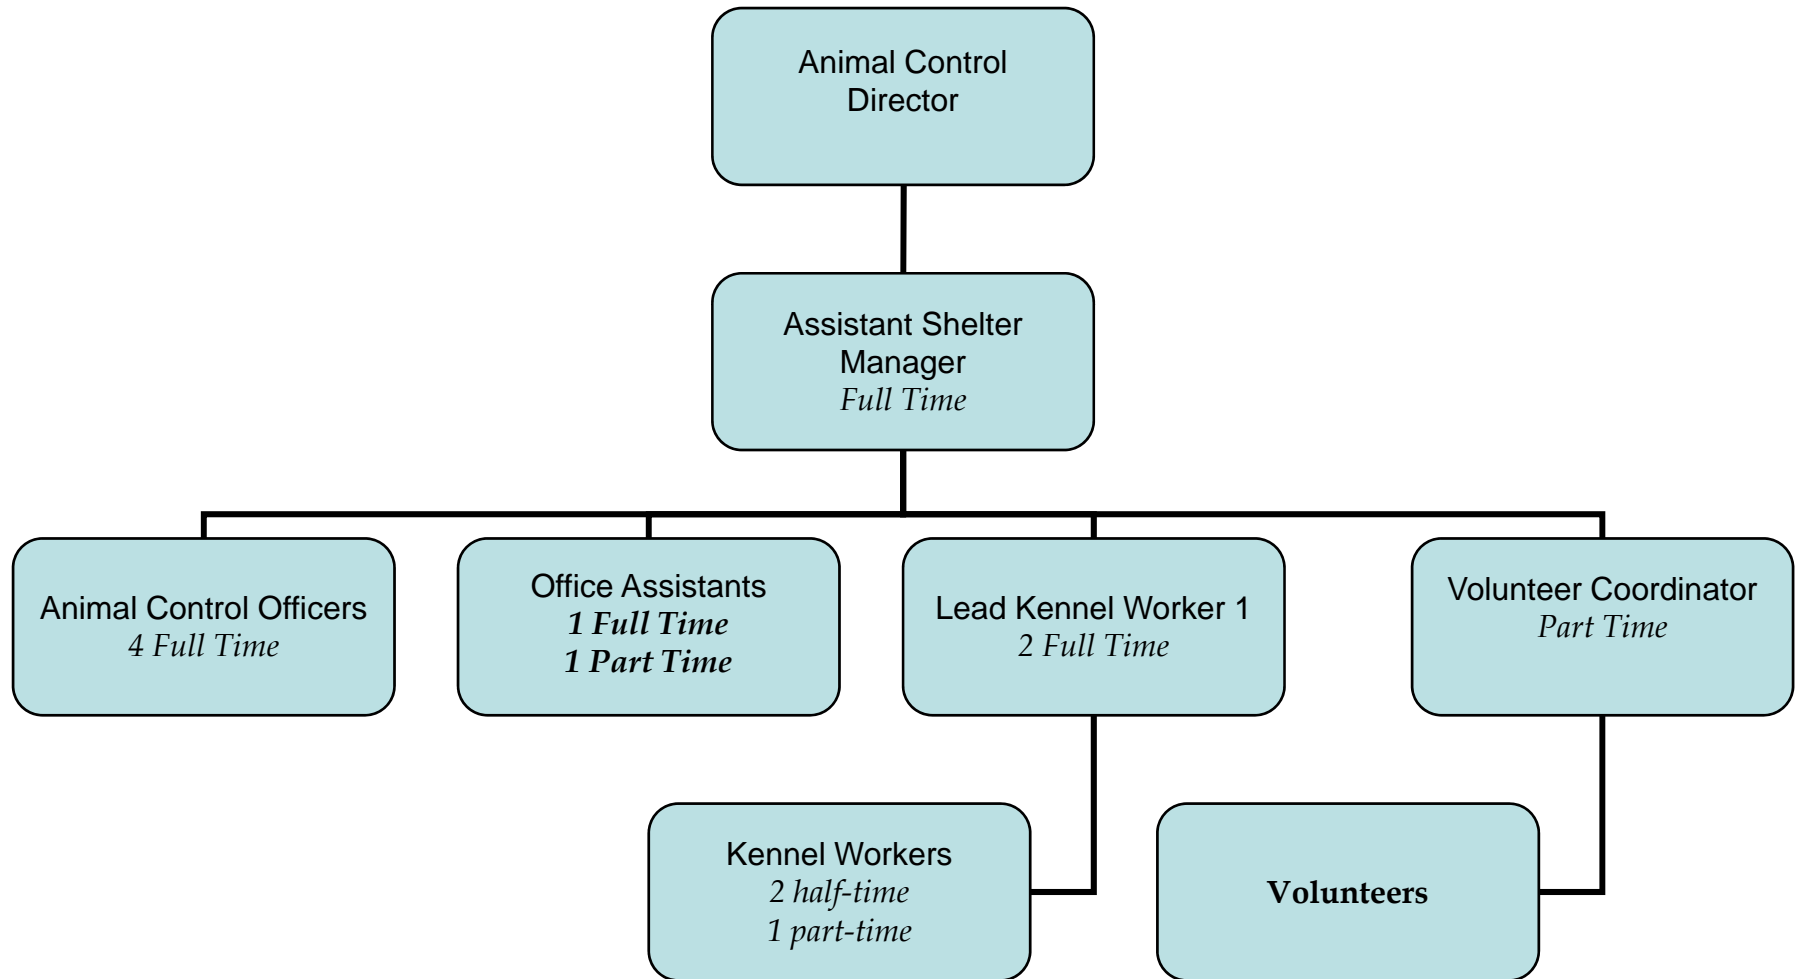 Animal Control
Director
Assistant Shelter
Manager
Full Time
Animal Control Officers
4 Full Time
Office Assistants
1 Full Time
1 Part Time
Lead Kennel Worker 1
2 Full Time
Volunteer Coordinator
Part Time
Kennel Workers
2 half-time
1 part-time
Volunteers